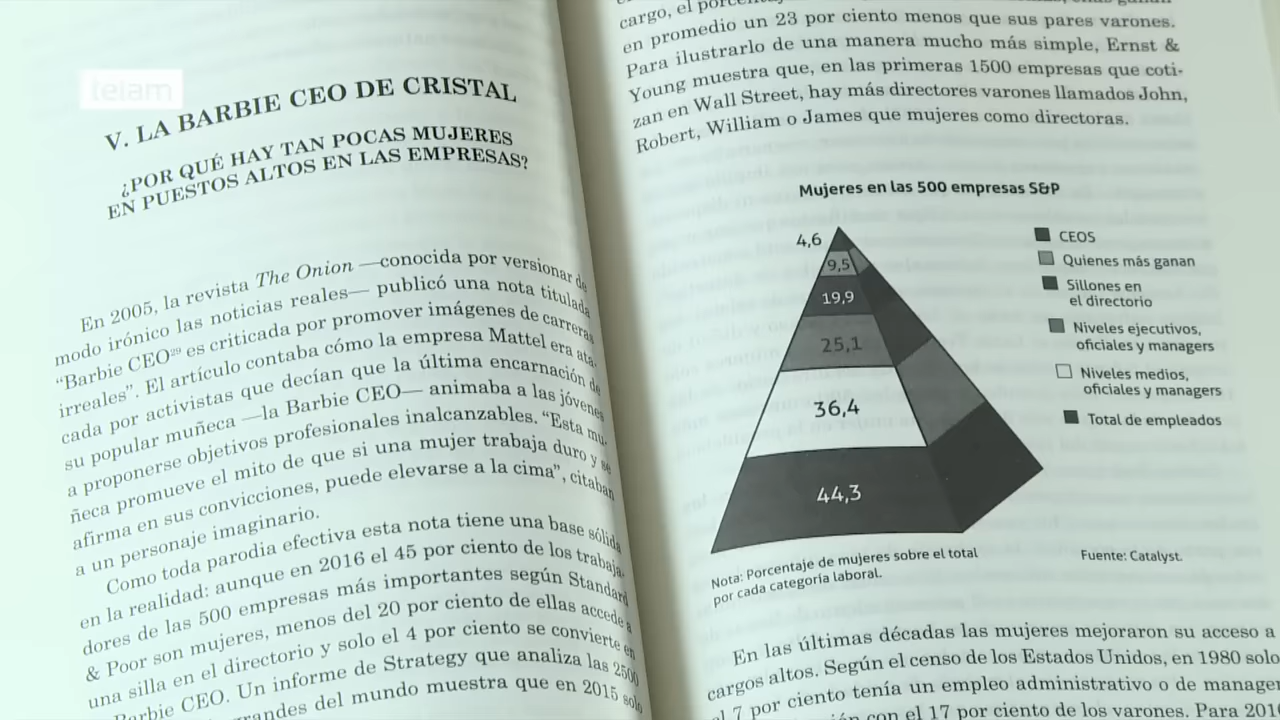 telam
V. LA BARBIE CEO DE CRISTAL
¿POR QUÉ HAY TAN POCAS MUJERES
EN PUESTOS ALTOS EN LAS EMPRESAS?
En 2005, la revista The Onion —conocida por versionar de
modo irónico las noticias reales— publicó una nota titulada
“Barbie CEO²⁹ es criticada por promover imágenes de carreras
irreales”. El artículo contaba cómo la empresa Mattel era ata-
cada por activistas que decían que la última encarnación de
su popular muñeca —la Barbie CEO— animaba a las jóvenes
a proponerse objetivos profesionales inalcanzables. “Esta mu-
ñeca promueve el mito de que si una mujer trabaja duro y se
afirma en sus convicciones, puede elevarse a la cima”, citaban
a un personaje imaginario.
Como toda parodia efectiva esta nota tiene una base sólida
en la realidad: aunque en 2016 el 45 por ciento de los trabaja-
dores de las 500 empresas más importantes según Standard
& Poor son mujeres, menos del 20 por ciento de ellas accede a
una silla en el directorio y solo el 4 por ciento se convierte en
Barbie CEO. Un informe de Strategy que analiza las 2500
grandes del mundo muestra que en 2015 solo
cargo, el
en promedio un 23 por ciento menos que sus pares varones.
Para ilustrarlo de una manera mucho más simple, Ernst &
Young muestra que, en las primeras 1500 empresas que coti-
zan en Wall Street, hay más directores varones llamados John,
Robert, William o James que mujeres como directoras.
Mujeres en las 500 empresas S&P
4,6
9,5
19,9
25,1
36,4
44,3
CEOS
Quienes más ganan
Sillones en
el directorio
Niveles ejecutivos,
oficiales y managers
Niveles medios,
oficiales y managers
Total de empleados
Nota: Porcentaje de mujeres sobre el total
por cada categoría laboral.
Fuente: Catalyst.
En las últimas décadas las mujeres mejoraron su acceso a
cargos altos. Según el censo de los Estados Unidos, en 1980 solo
el 7 por ciento tenía un empleo administrativo o de manager
con el 17 por ciento de los varones. Para 2016